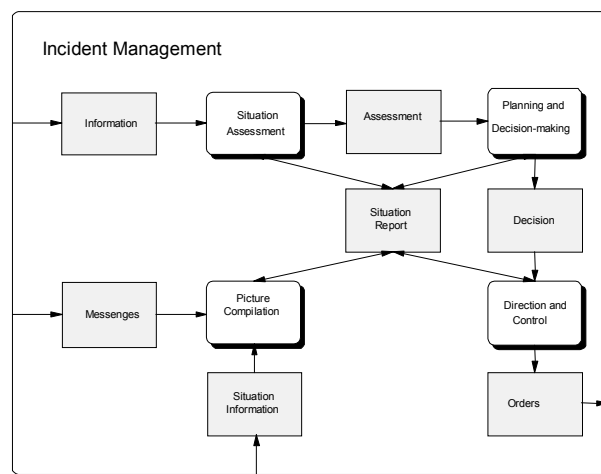 Incident Management
Information
Situation
Assessment
Assessment
Planning and
Decision-making
Situation
Report
Decision
Messenges
Picture
Compilation
Direction and
Control
Situation
Information
Orders